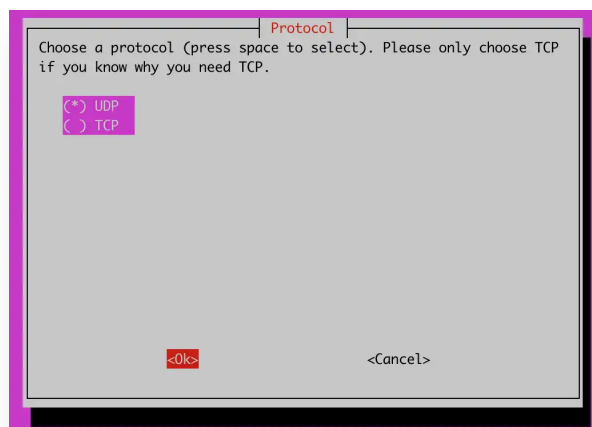 Protocol
Choose a protocol (press space to select). Please only choose TCP
if you know why you need TCP.
(*) UDP
( ) TCP
<Ok> <Cancel>